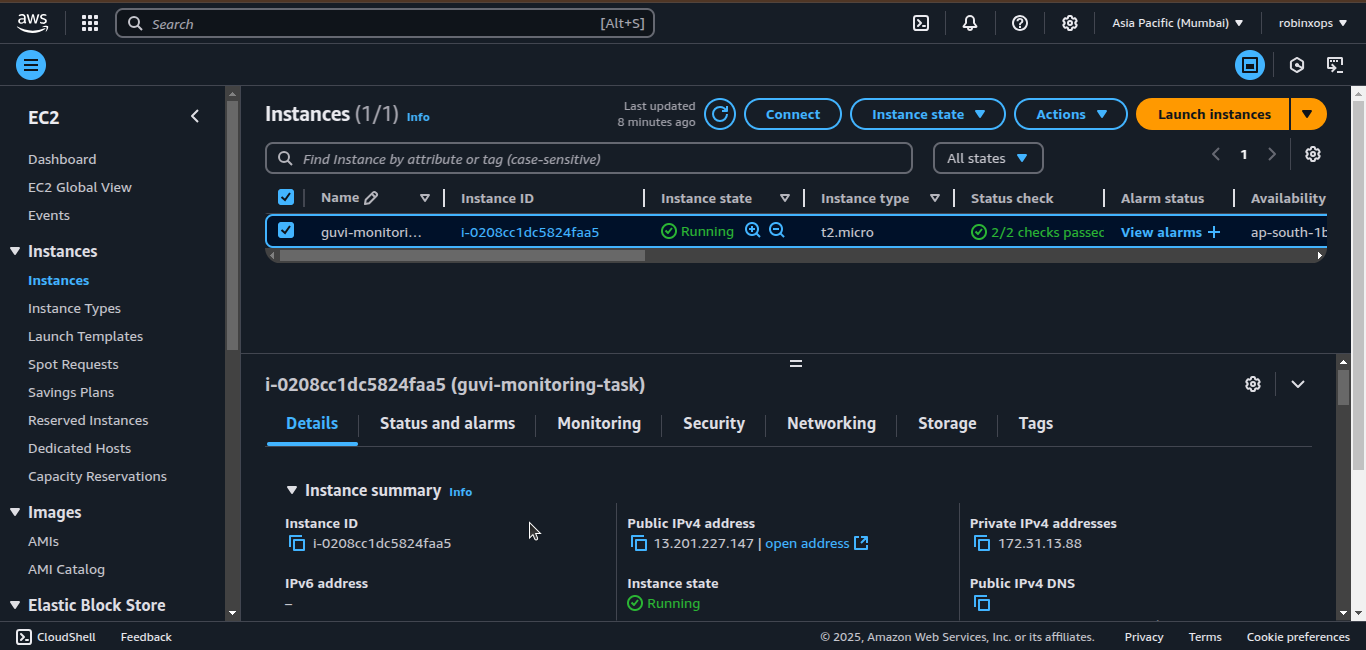 aws
Search [Alt+S]
Asia Pacific (Mumbai)
robinxops
EC2
Dashboard
EC2 Global View
Events
Instances
Instances
Instance Types
Launch Templates
Spot Requests
Savings Plans
Reserved Instances
Dedicated Hosts
Capacity Reservations
Images
AMIs
AMI Catalog
Elastic Block Store
Instances (1/1) Info
Last updated
8 minutes ago
Connect
Instance state
Actions
Launch instances
Find Instance by attribute or tag (case-sensitive)
All states
1
Name Instance ID Instance state Instance type Status check Alarm status Availability
guvi-monitori... i-0208cc1dc5824faa5 Running t2.micro 2/2 checks passec View alarms + ap-south-1b
i-0208cc1dc5824faa5 (guvi-monitoring-task)
Details Status and alarms Monitoring Security Networking Storage Tags
Instance summary Info
Instance ID
i-0208cc1dc5824faa5
Public IPv4 address
13.201.227.147 | open address
Private IPv4 addresses
172.31.13.88
IPv6 address
–
Instance state
Running
Public IPv4 DNS
CloudShell Feedback © 2025, Amazon Web Services, Inc. or its affiliates. Privacy Terms Cookie preferences